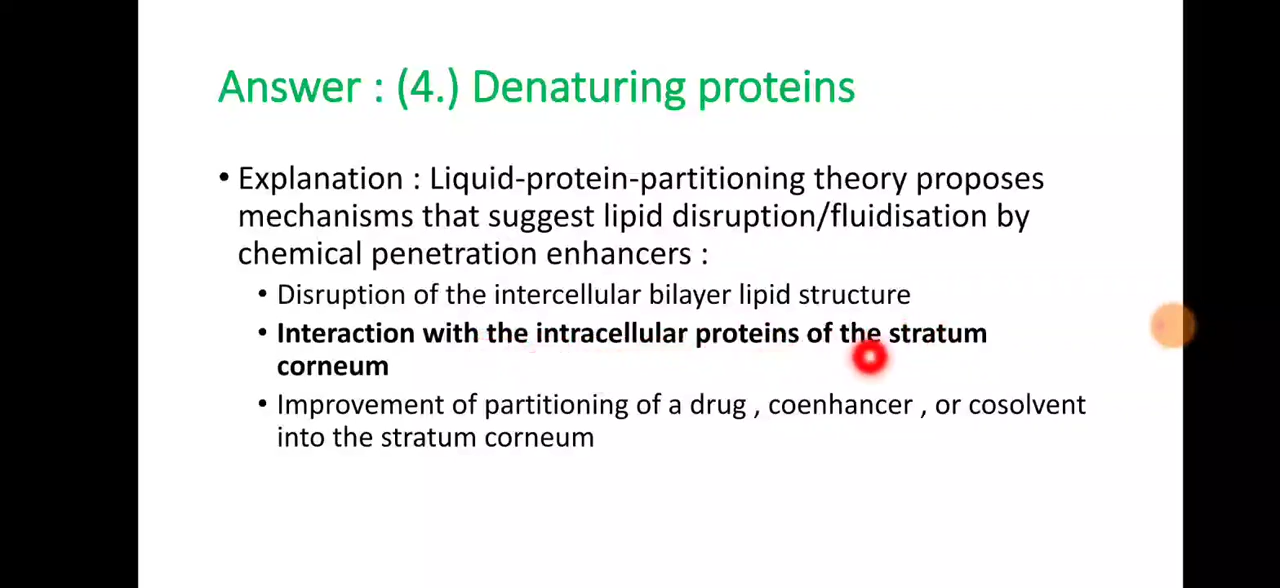 Answer : (4.) Denaturing proteins
• Explanation : Liquid-protein-partitioning theory proposes
mechanisms that suggest lipid disruption/fluidisation by
chemical penetration enhancers :
• Disruption of the intercellular bilayer lipid structure
• Interaction with the intracellular proteins of the stratum
corneum
• Improvement of partitioning of a drug , coenhancer , or cosolvent
into the stratum corneum